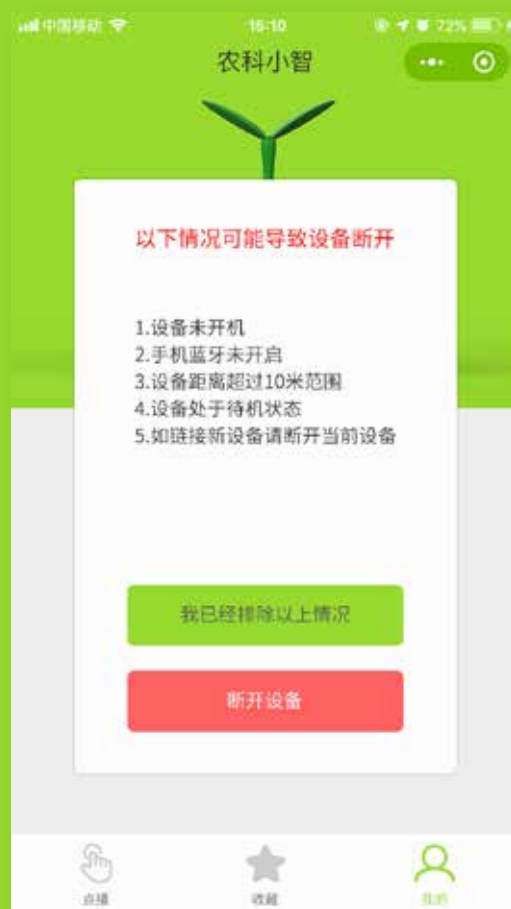 中国移动 15:10 72%
农科小智
以下情况可能导致设备断开
1.设备未开机
2.手机蓝牙未开启
3.设备距离超过10米范围
4.设备处于待机状态
5.如链接新设备请断开当前设备
我已经排除以上情况
断开设备
点播 收藏 我的